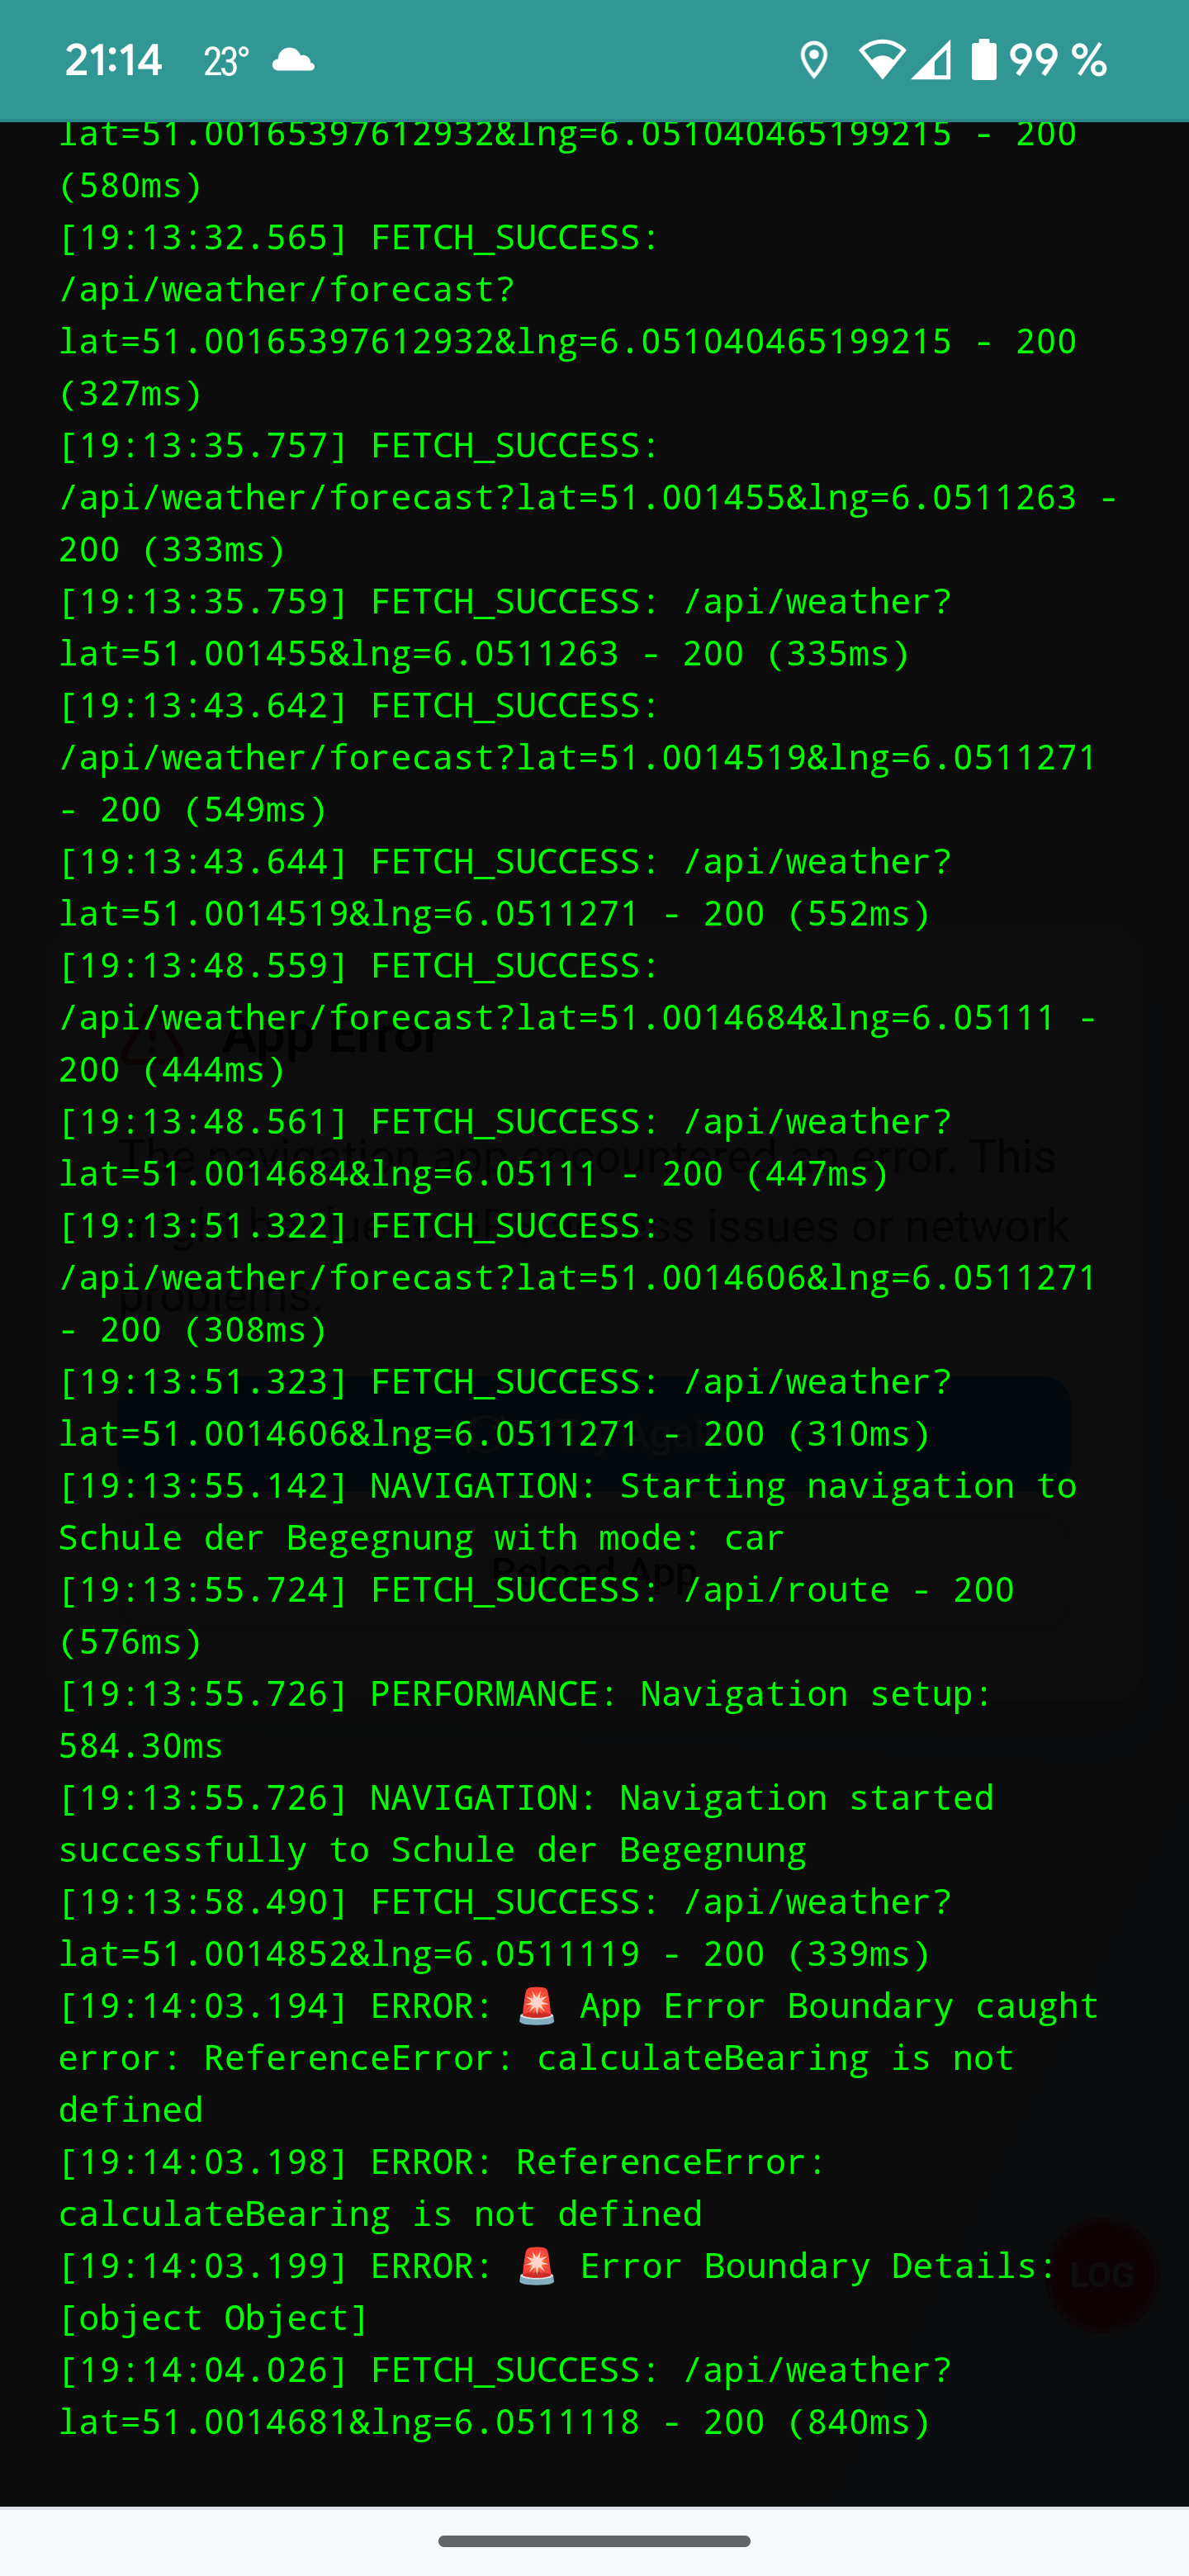 21:14 23° 99 %
lat=51.00165397612932&lng=6.051040465199215 - 200
(580ms)
[19:13:32.565] FETCH_SUCCESS:
/api/weather/forecast?
lat=51.00165397612932&lng=6.051040465199215 - 200
(327ms)
[19:13:35.757] FETCH_SUCCESS:
/api/weather/forecast?lat=51.001455&lng=6.0511263 -
200 (333ms)
[19:13:35.759] FETCH_SUCCESS: /api/weather?
lat=51.001455&lng=6.0511263 - 200 (335ms)
[19:13:43.642] FETCH_SUCCESS:
/api/weather/forecast?lat=51.0014519&lng=6.0511271
- 200 (549ms)
[19:13:43.644] FETCH_SUCCESS: /api/weather?
lat=51.0014519&lng=6.0511271 - 200 (552ms)
[19:13:48.559] FETCH_SUCCESS:
/api/weather/forecast?lat=51.0014684&lng=6.05111 -
App Error
200 (444ms)
[19:13:48.561] FETCH_SUCCESS: /api/weather?
The navigation app encountered an error. This
lat=51.0014684&lng=6.05111 - 200 (447ms)
[19:13:51.322] FETCH_SUCCESS:
issues or network
/api/weather/forecast?lat=51.0014606&lng=6.0511271
problems.
- 200 (308ms)
[19:13:51.323] FETCH_SUCCESS: /api/weather?
lat=51.0014606&lng=6.0511271 - 200 (310ms)
[19:13:55.142] NAVIGATION: Starting navigation to
Schule der Begegnung with mode: car
Reload App
[19:13:55.724] FETCH_SUCCESS: /api/route - 200
(576ms)
[19:13:55.726] PERFORMANCE: Navigation setup:
584.30ms
[19:13:55.726] NAVIGATION: Navigation started
successfully to Schule der Begegnung
[19:13:58.490] FETCH_SUCCESS: /api/weather?
lat=51.0014852&lng=6.0511119 - 200 (339ms)
[19:14:03.194] ERROR: 🚨 App Error Boundary caught
error: ReferenceError: calculateBearing is not
defined
[19:14:03.198] ERROR: ReferenceError:
calculateBearing is not defined
[19:14:03.199] ERROR: 🚨 Error Boundary Details:
LOG
[object Object]
[19:14:04.026] FETCH_SUCCESS: /api/weather?
lat=51.0014681&lng=6.0511118 - 200 (840ms)